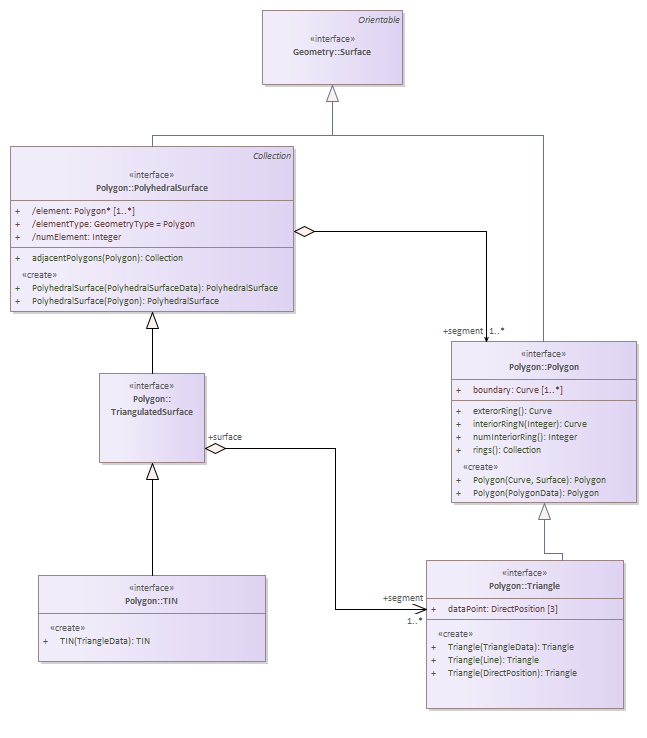 Orientable
«interface»
Geometry::Surface
Collection
«interface»
Polygon::PolyhedralSurface
+ /element: Polygon* [1..*]
+ /elementType: GeometryType = Polygon
+ /numElement: Integer
+ adjacentPolygons(Polygon): Collection
«create»
+ PolyhedralSurface(PolyhedralSurfaceData): PolyhedralSurface
+ PolyhedralSurface(Polygon): PolyhedralSurface
+segment 1..*
«interface»
Polygon::Polygon
+ boundary: Curve [1..*]
+ exterorRing(): Curve
+ interiorRingN(Integer): Curve
+ numInteriorRing(): Integer
+ rings(): Collection
«create»
+ Polygon(Curve, Surface): Polygon
+ Polygon(PolygonData): Polygon
«interface»
Polygon::
TriangulatedSurface
+surface
«interface»
Polygon::TIN
«create»
+ TIN(TriangleData): TIN
+segment
1..*
«interface»
Polygon::Triangle
+ dataPoint: DirectPosition [3]
«create»
+ Triangle(TriangleData): Triangle
+ Triangle(Line): Triangle
+ Triangle(DirectPosition): Triangle